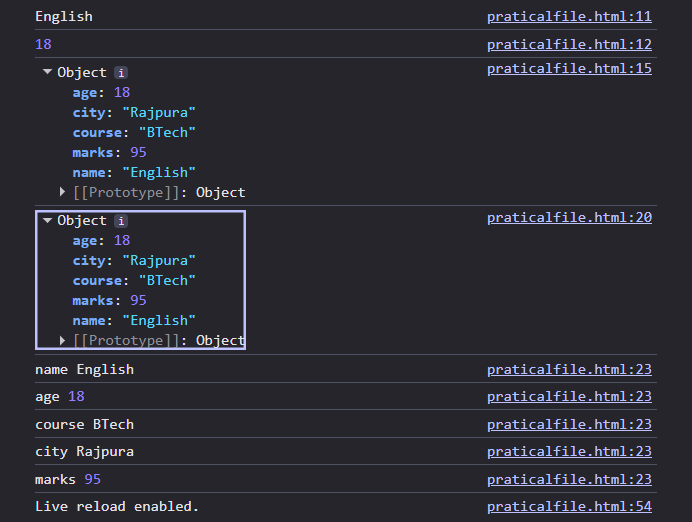 English praticalfile.html:11
18 praticalfile.html:12
Object i praticalfile.html:15
age: 18
city: "Rajpura"
course: "BTech"
marks: 95
name: "English"
[[Prototype]]: Object
Object i praticalfile.html:20
age: 18
city: "Rajpura"
course: "BTech"
marks: 95
name: "English"
[[Prototype]]: Object
name English praticalfile.html:23
age 18 praticalfile.html:23
course BTech praticalfile.html:23
city Rajpura praticalfile.html:23
marks 95 praticalfile.html:23
Live reload enabled. praticalfile.html:54